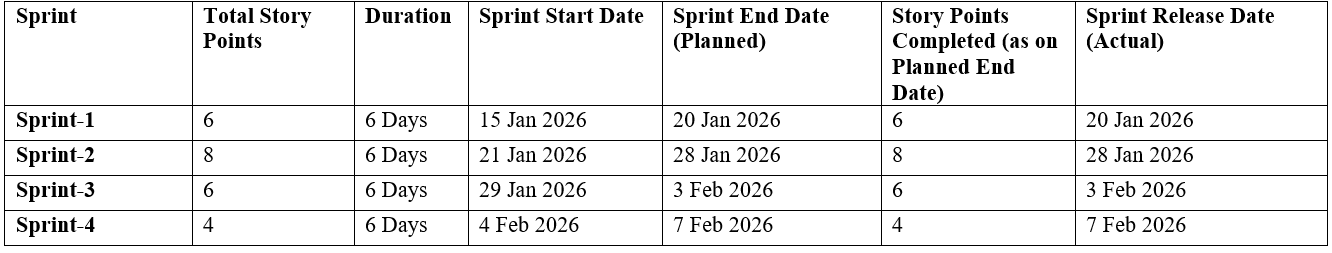 Sprint Total Story Points Duration Sprint Start Date Sprint End Date (Planned) Story Points Completed (as on Planned End Date) Sprint Release Date (Actual)
Sprint-1 6 6 Days 15 Jan 2026 20 Jan 2026 6 20 Jan 2026
Sprint-2 8 6 Days 21 Jan 2026 28 Jan 2026 8 28 Jan 2026
Sprint-3 6 6 Days 29 Jan 2026 3 Feb 2026 6 3 Feb 2026
Sprint-4 4 6 Days 4 Feb 2026 7 Feb 2026 4 7 Feb 2026